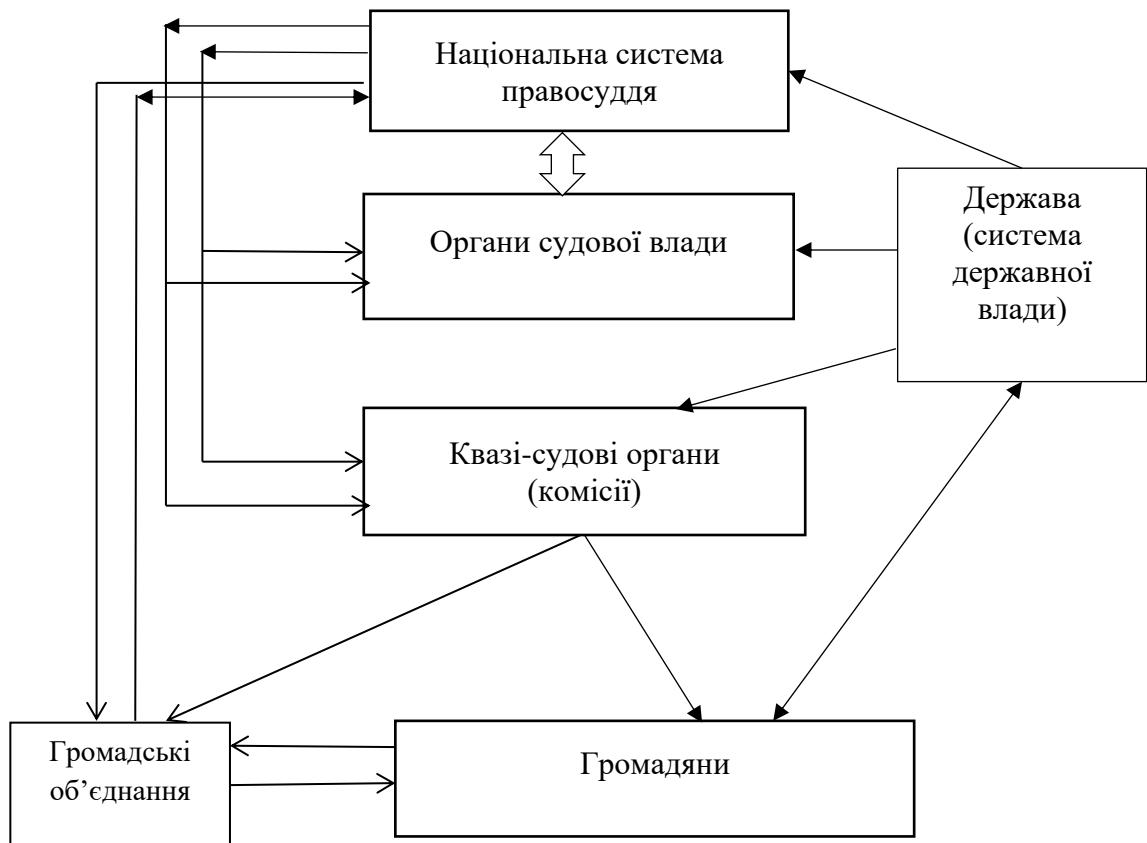 Національна система
правосуддя
Органи судової влади
Держава
(система
державної
влади)
Квазі-судові органи
(комісії)
Громадські
об’єднання
Громадяни